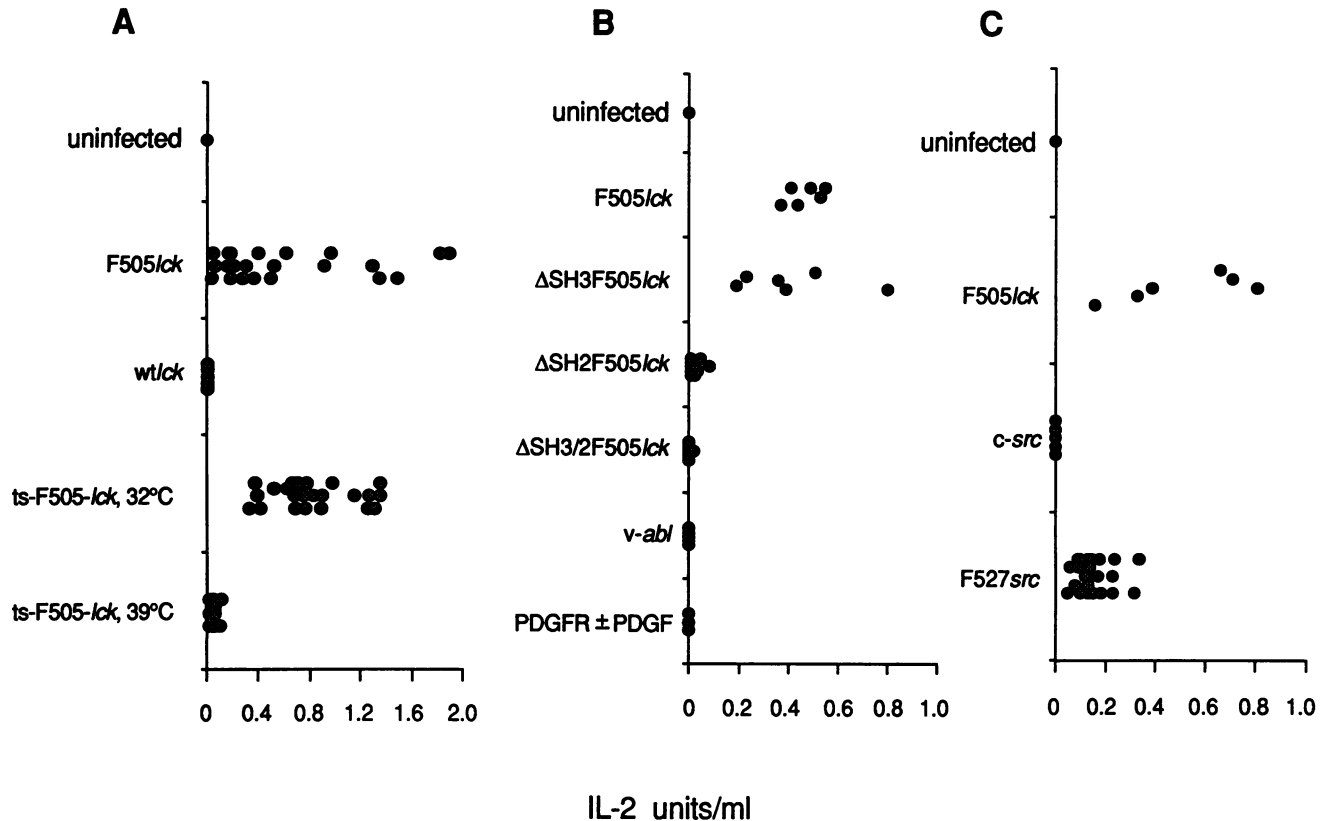 A
uninfected
F505lck
wtlck
ts-F505-lck, 32ºC
ts-F505-lck, 39ºC
0 0.4 0.8 1.2 1.6 2.0
B
uninfected
F505lck
ΔSH3F505lck
ΔSH2F505lck
ΔSH3/2F505lck
v-abl
PDGFR ± PDGF
0 0.2 0.4 0.6 0.8 1.0
C
uninfected
F505lck
c-src
F527src
0 0.2 0.4 0.6 0.8 1.0
IL-2 units/ml